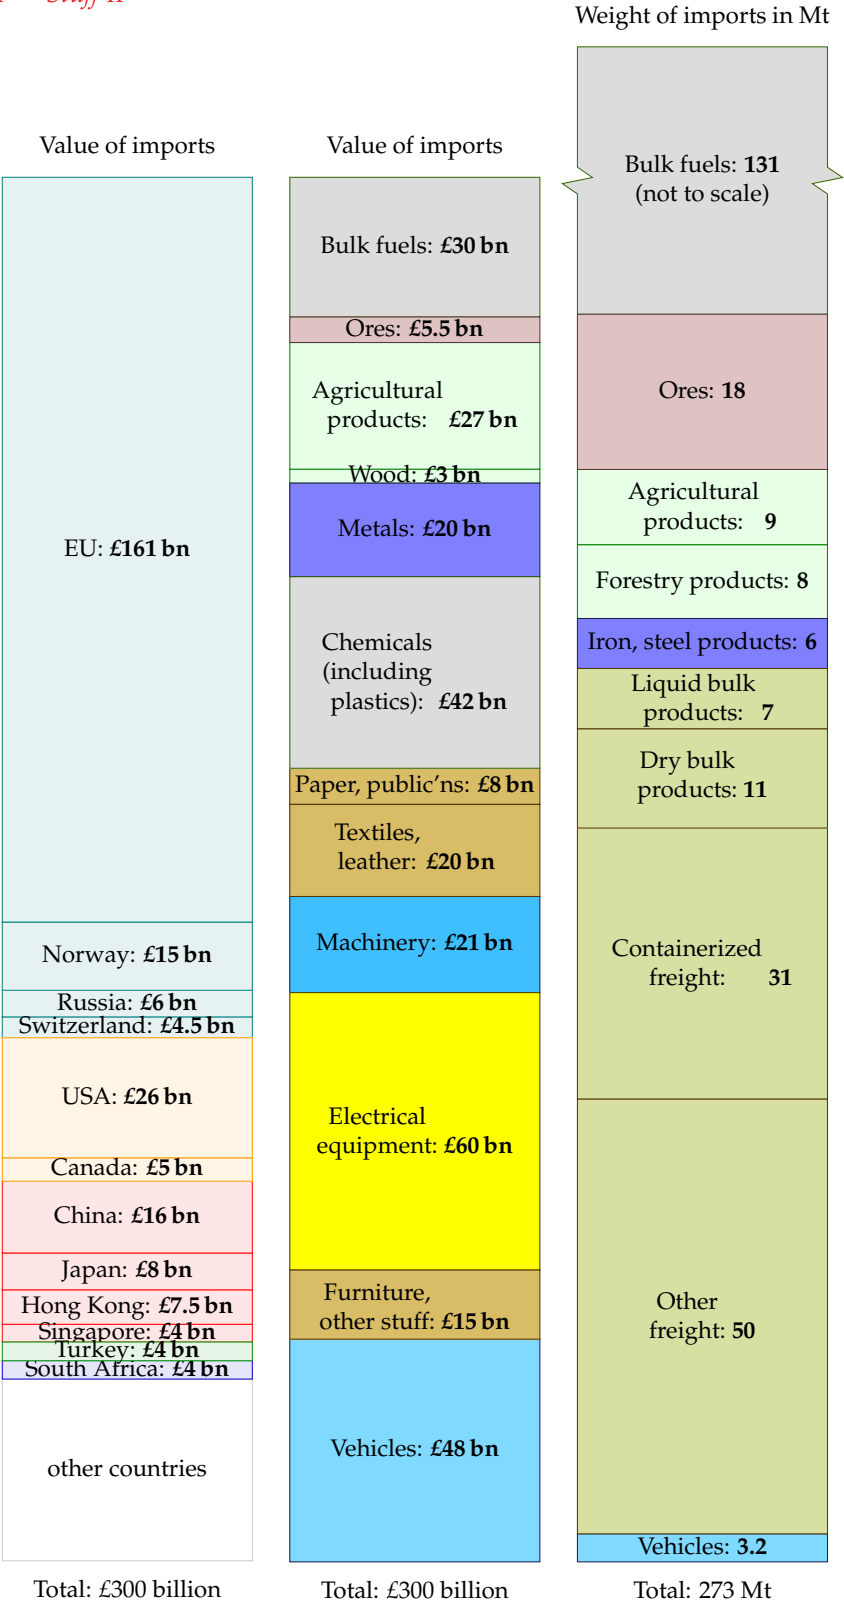 Stuff II
Value of imports
EU: £161 bn
Norway: £15 bn
Russia: £6 bn
Switzerland: £4.5 bn
USA: £26 bn
Canada: £5 bn
China: £16 bn
Japan: £8 bn
Hong Kong: £7.5 bn
Singapore: £4 bn
Turkey: £4 bn
South Africa: £4 bn
other countries
Total: £300 billion
Value of imports
Bulk fuels: £30 bn
Ores: £5.5 bn
Agricultural
products: £27 bn
Wood: £3 bn
Metals: £20 bn
Chemicals
(including
plastics): £42 bn
Paper, public'ns: £8 bn
Textiles,
leather: £20 bn
Machinery: £21 bn
Electrical
equipment: £60 bn
Furniture,
other stuff: £15 bn
Vehicles: £48 bn
Total: £300 billion
Weight of imports in Mt
Bulk fuels: 131
(not to scale)
Ores: 18
Agricultural
products: 9
Forestry products: 8
Iron, steel products: 6
Liquid bulk
products: 7
Dry bulk
products: 11
Containerized
freight: 31
Other
freight: 50
Vehicles: 3.2
Total: 273 Mt